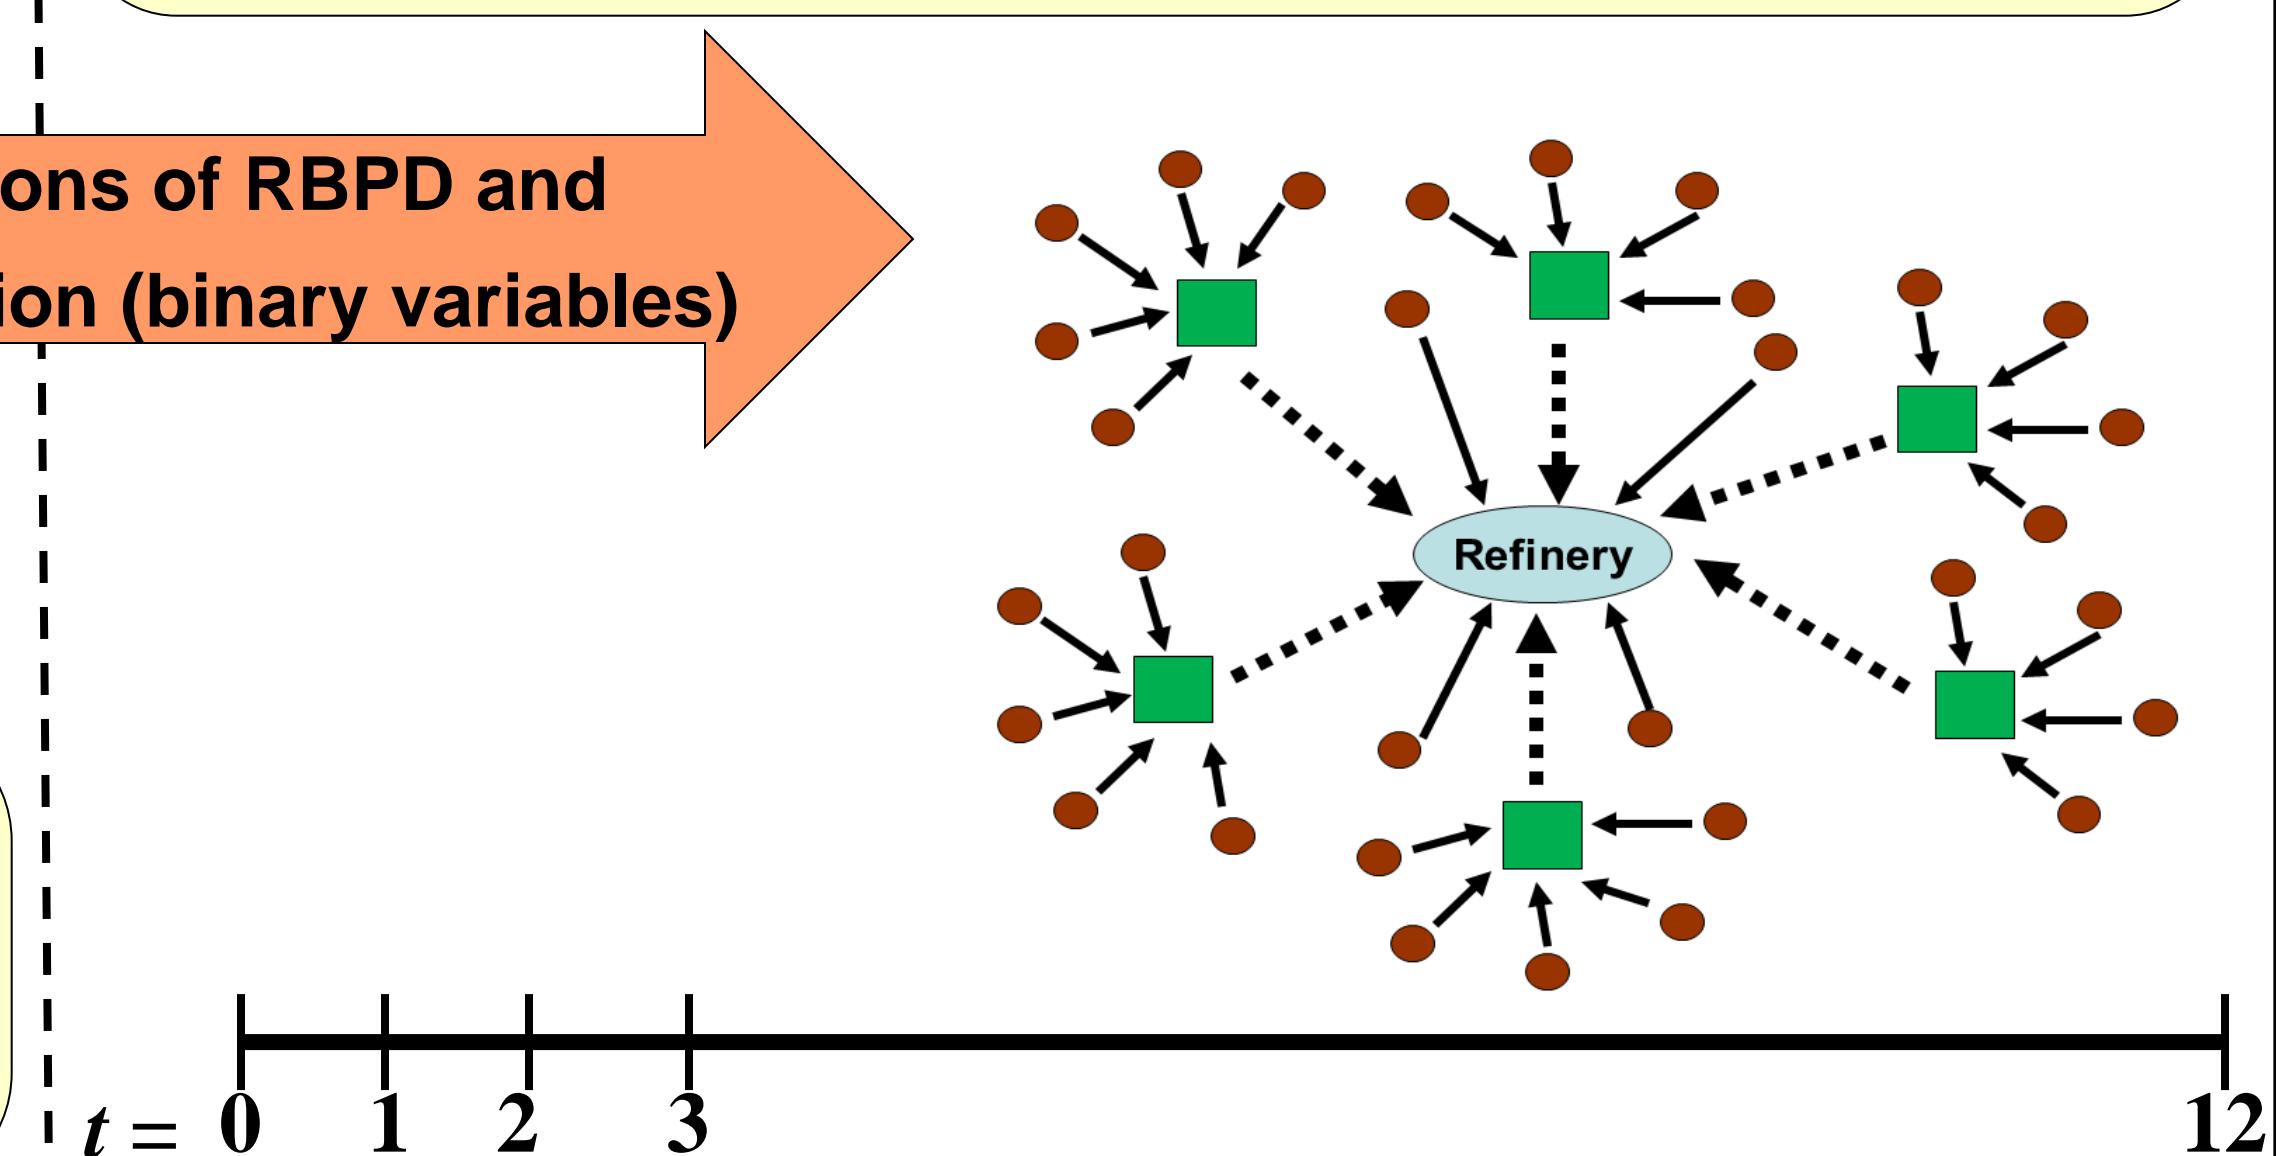 ons of RBPD and
ion (binary variables)
Refinery
t = 0 1 2 3 12